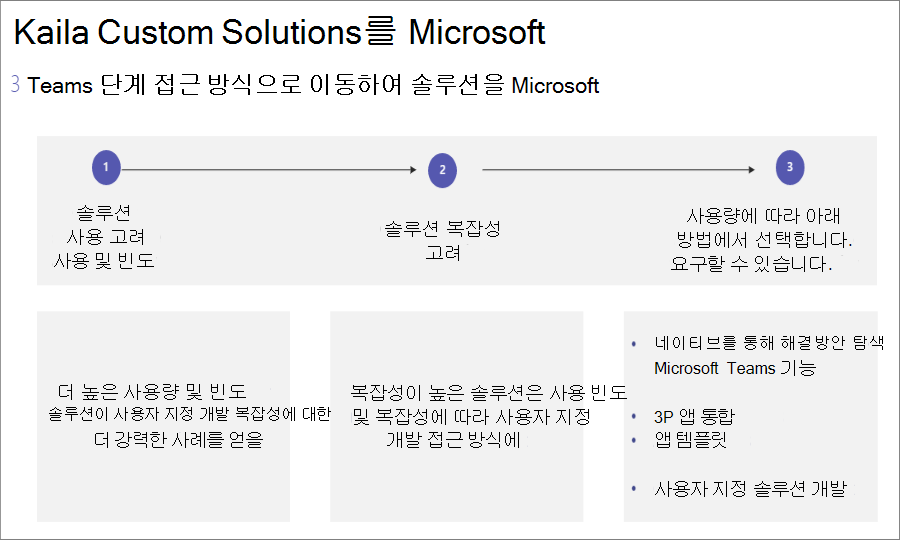 Kaila Custom Solutions를 Microsoft
3 Teams 단계 접근 방식으로 이동하여 솔루션을 Microsoft
1
2
3
솔루션
사용 고려
사용 및 빈도
솔루션 복잡성
고려
사용량에 따라 아래
방법에서 선택합니다.
요구할 수 있습니다.
더 높은 사용량 및 빈도
솔루션이 사용자 지정 개발 복잡성에 대한
더 강력한 사례를 얻을
복잡성이 높은 솔루션은 사용 빈도
및 복잡성에 따라 사용자 지정
개발 접근 방식에
• 네이티브를 통해 해결방안 탐색
Microsoft Teams 기능
• 3P 앱 통합
• 앱 템플릿
• 사용자 지정 솔루션 개발